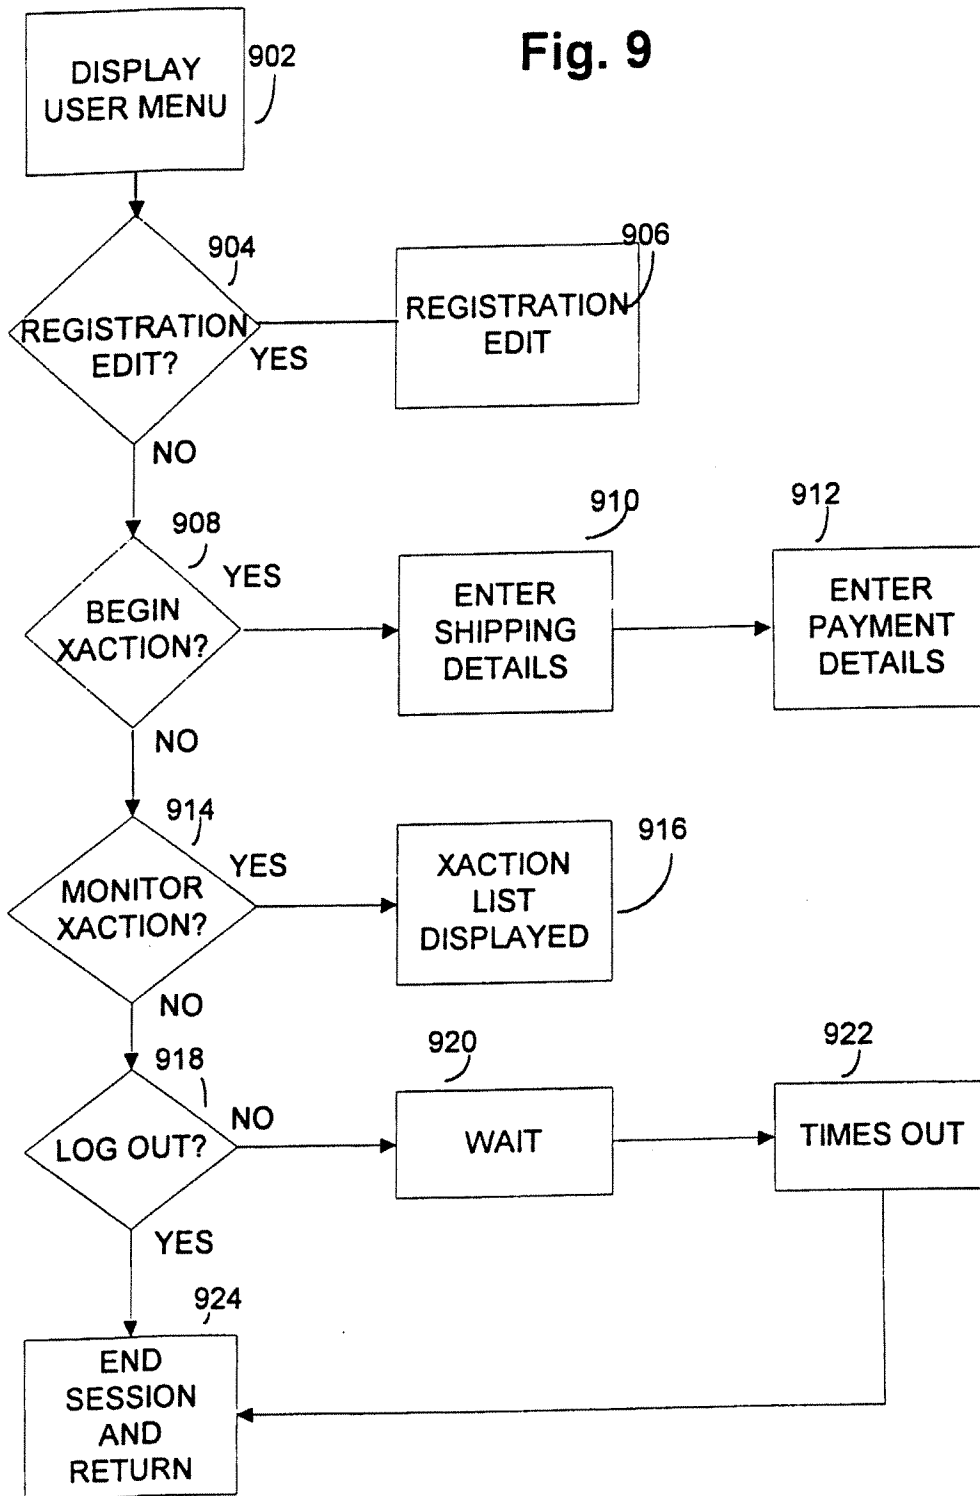 Fig. 9
902
DISPLAY
USER MENU
904
906
REGISTRATION
EDIT?
YES
REGISTRATION
EDIT
NO
908
YES
910
912
BEGIN
XACTION?
ENTER
SHIPPING
DETAILS
ENTER
PAYMENT
DETAILS
NO
914
YES
916
MONITOR
XACTION?
XACTION
LIST
DISPLAYED
NO
918
NO
920
922
LOG OUT?
WAIT
TIMES OUT
YES
924
END
SESSION
AND
RETURN